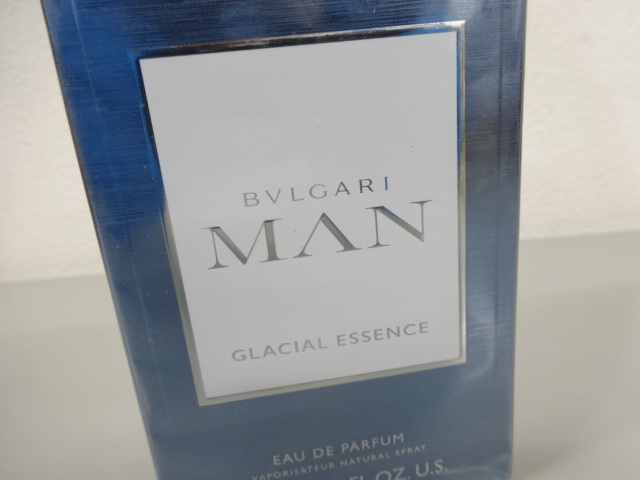 BVLGARI
MAN
GLACIAL ESSENCE
EAU DE PARFUM
VAPORISATEUR NATURAL SPRAY
FL.OZ. U.S.